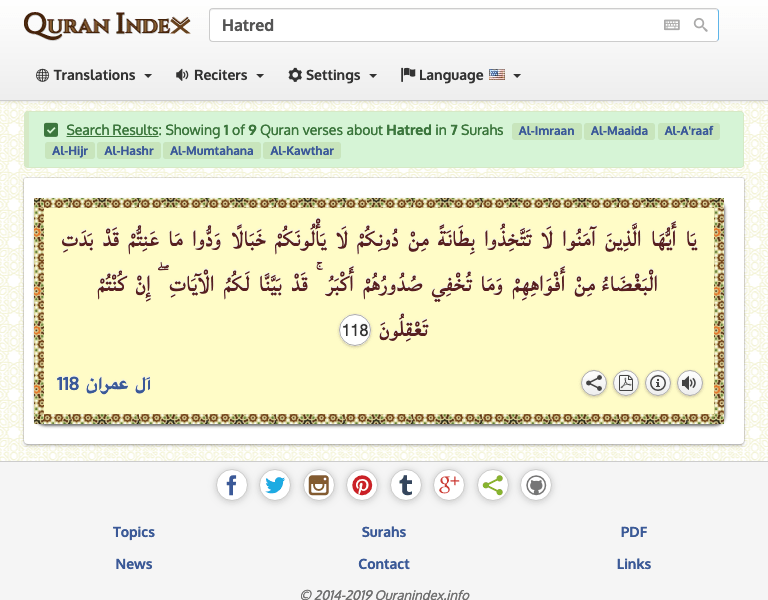 QURAN INDEX
Hatred
Translations Reciters Settings Language
Search Results: Showing 1 of 9 Quran verses about Hatred in 7 Surahs Al-Imraan Al-Maaida Al-A'raaf
Al-Hijr Al-Hashr Al-Mumtahana Al-Kawthar
يَا أَيُّهَا الَّذِينَ آمَنُوا لَا تَتَّخِذُوا بِطَانَةً مِنْ دُونِكُمْ لَا يَأْلُونَكُمْ خَبَالًا وَدُّوا مَا عَنِتُّمْ قَدْ بَدَتِ
الْبَغْضَاءُ مِنْ أَفْوَاهِهِمْ وَمَا تُخْفِي صُدُورُهُمْ أَكْبَرُ ۚ قَدْ بَيَّنَّا لَكُمُ الْآيَاتِ ۖ إِنْ كُنْتُمْ
تَعْقِلُونَ 118
آل عمران 118
Topics Surahs PDF
News Contact Links
© 2014-2019 Quranindex.info